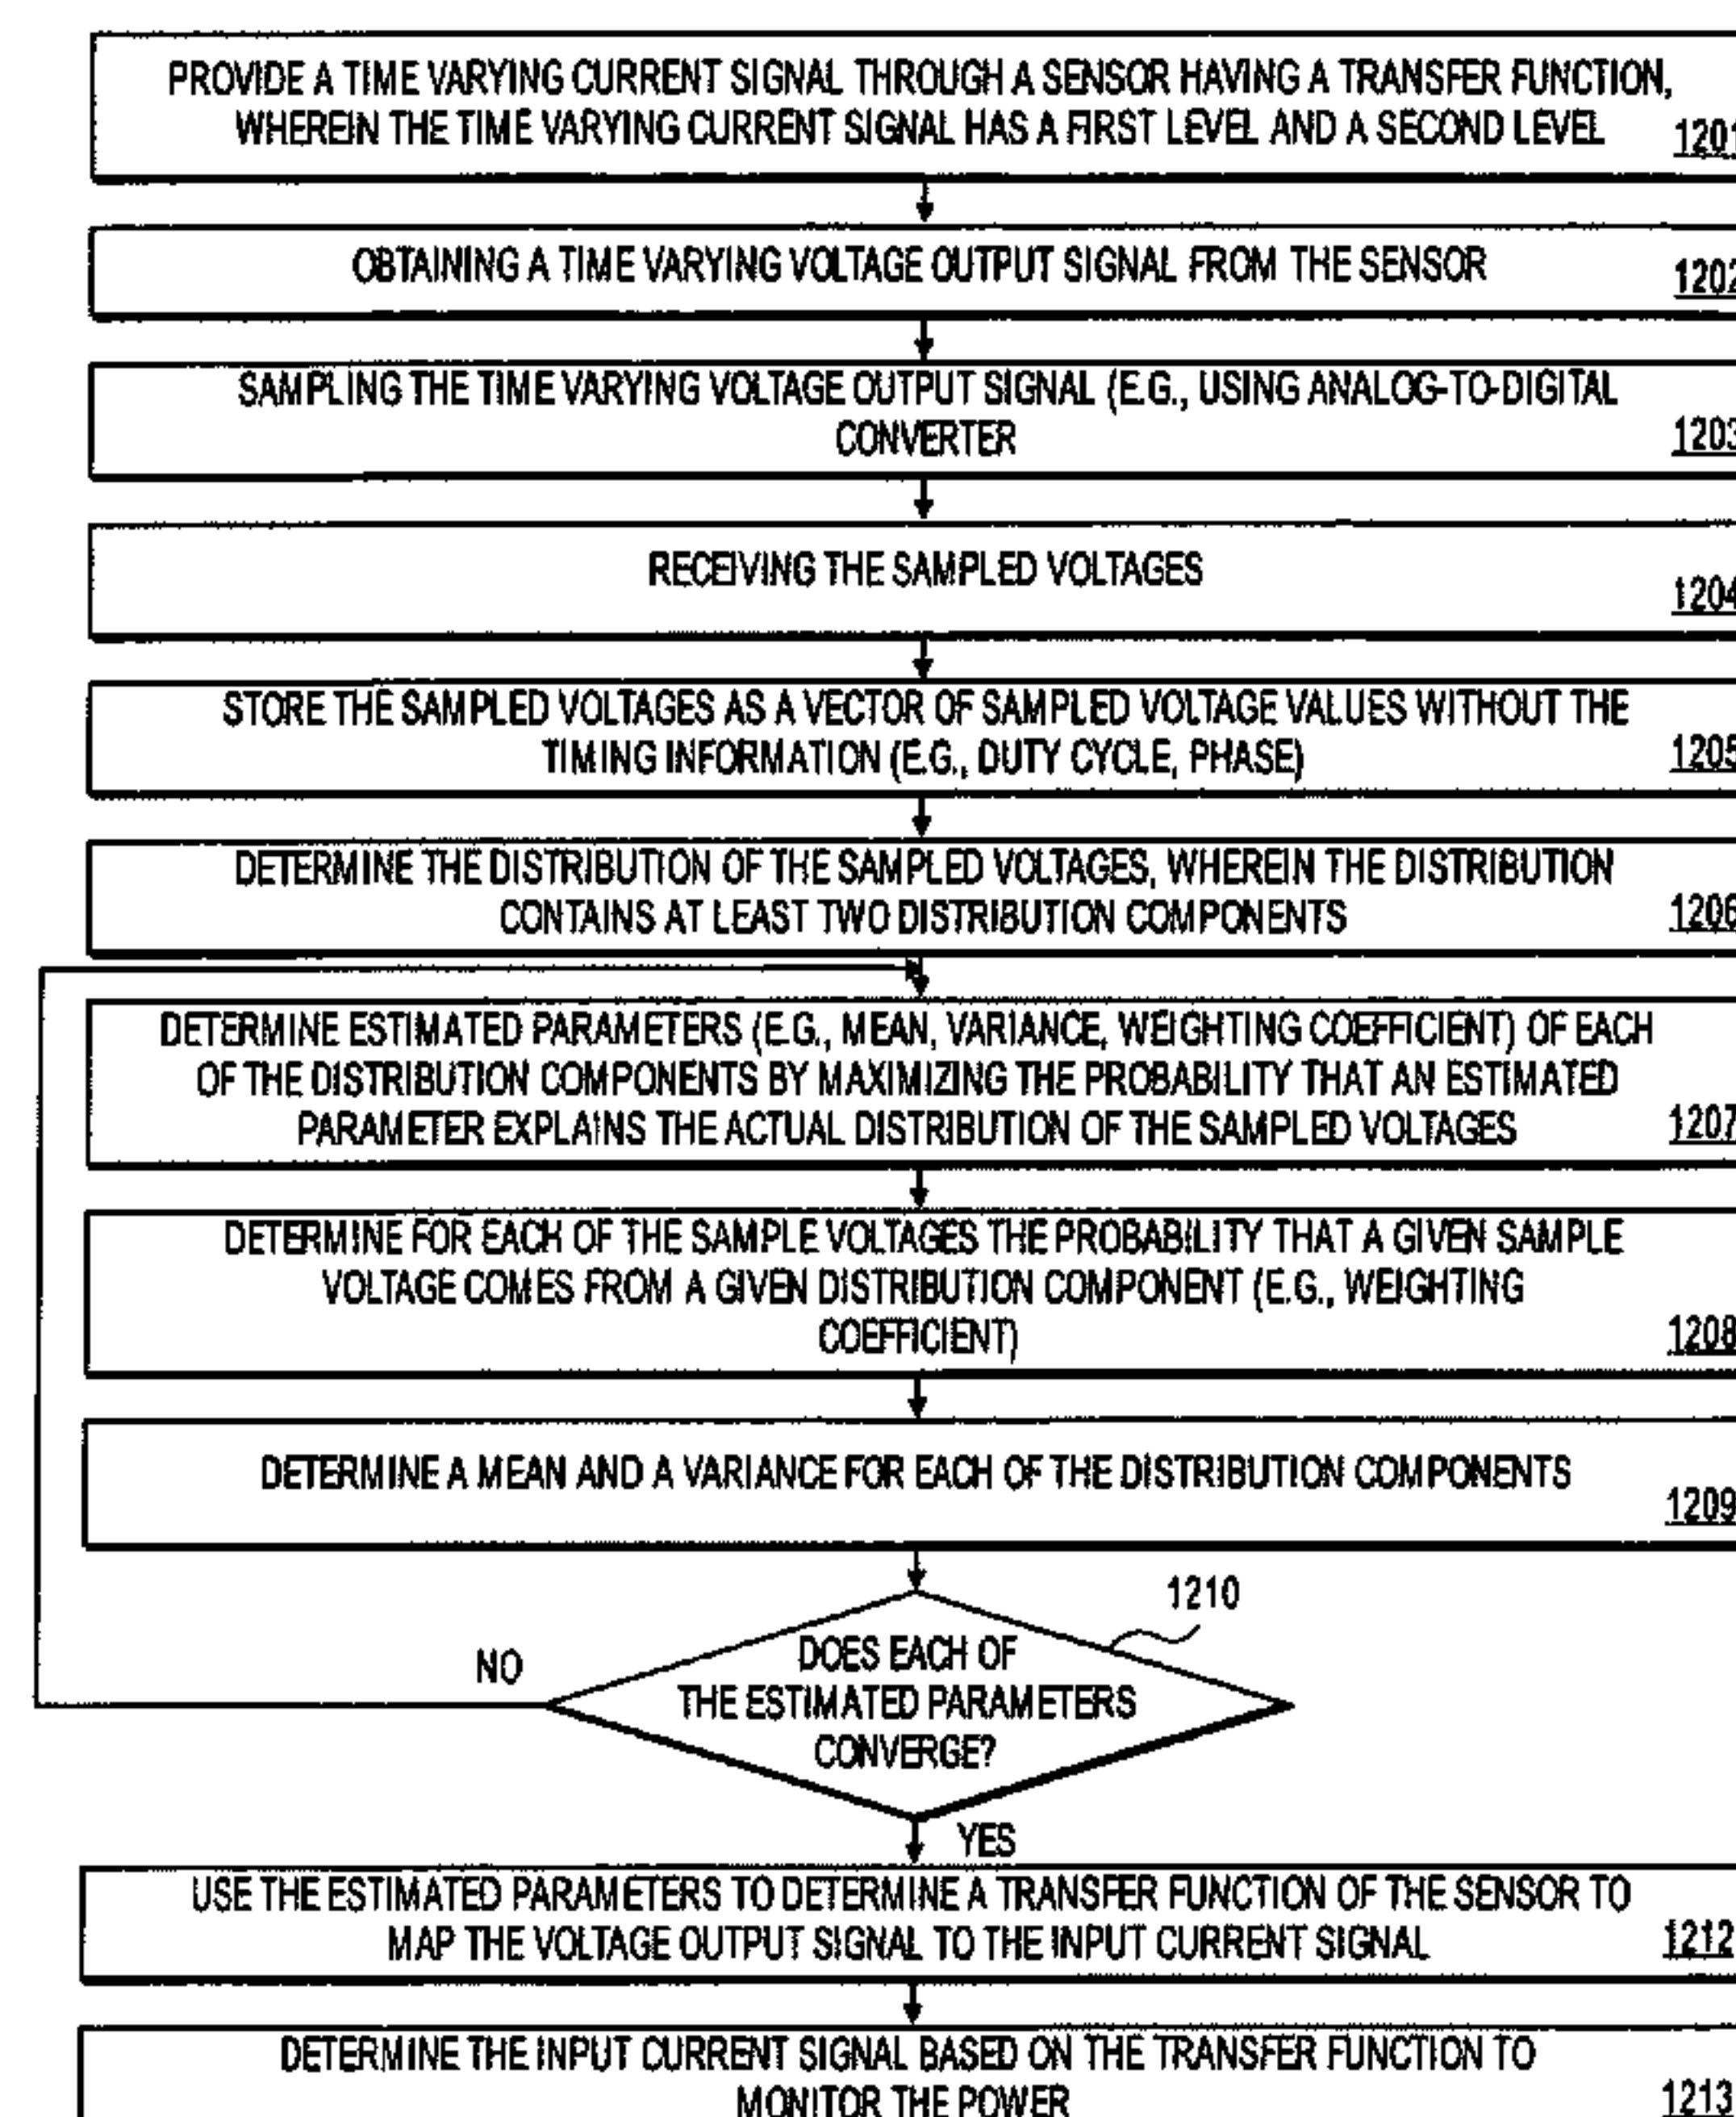 PROVIDE A TIME VARYING CURRENT SIGNAL THROUGH A SENSOR HAVING A TRANSFER FUNCTION,
WHEREIN THE TIME VARYING CURRENT SIGNAL HAS A FIRST LEVEL AND A SECOND LEVEL
1201
OBTAINING A TIME VARYING VOLTAGE OUTPUT SIGNAL FROM THE SENSOR
1202
SAMPLING THE TIME VARYING VOLTAGE OUTPUT SIGNAL (E.G., USING ANALOG-TO-DIGITAL
CONVERTER
1203
RECEIVING THE SAMPLED VOLTAGES
1204
STORE THE SAMPLED VOLTAGES AS A VECTOR OF SAMPLED VOLTAGE VALUES WITHOUT THE
TIMING INFORMATION (E.G., DUTY CYCLE, PHASE)
1205
DETERMINE THE DISTRIBUTION OF THE SAMPLED VOLTAGES, WHEREIN THE DISTRIBUTION
CONTAINS AT LEAST TWO DISTRIBUTION COMPONENTS
1206
DETERMINE ESTIMATED PARAMETERS (E.G., MEAN, VARIANCE, WEIGHTING COEFFICIENT) OF EACH
OF THE DISTRIBUTION COMPONENTS BY MAXIMIZING THE PROBABILITY THAT AN ESTIMATED
PARAMETER EXPLAINS THE ACTUAL DISTRIBUTION OF THE SAMPLED VOLTAGES
1207
DETERMINE FOR EACH OF THE SAMPLE VOLTAGES THE PROBABILITY THAT A GIVEN SAMPLE
VOLTAGE COMES FROM A GIVEN DISTRIBUTION COMPONENT (E.G., WEIGHTING
COEFFICIENT)
1208
DETERMINE A MEAN AND A VARIANCE FOR EACH OF THE DISTRIBUTION COMPONENTS
1209
1210
DOES EACH OF
THE ESTIMATED PARAMETERS
CONVERGE?
NO
YES
USE THE ESTIMATED PARAMETERS TO DETERMINE A TRANSFER FUNCTION OF THE SENSOR TO
MAP THE VOLTAGE OUTPUT SIGNAL TO THE INPUT CURRENT SIGNAL
1212
DETERMINE THE INPUT CURRENT SIGNAL BASED ON THE TRANSFER FUNCTION TO
MONITOR THE POWER
1213